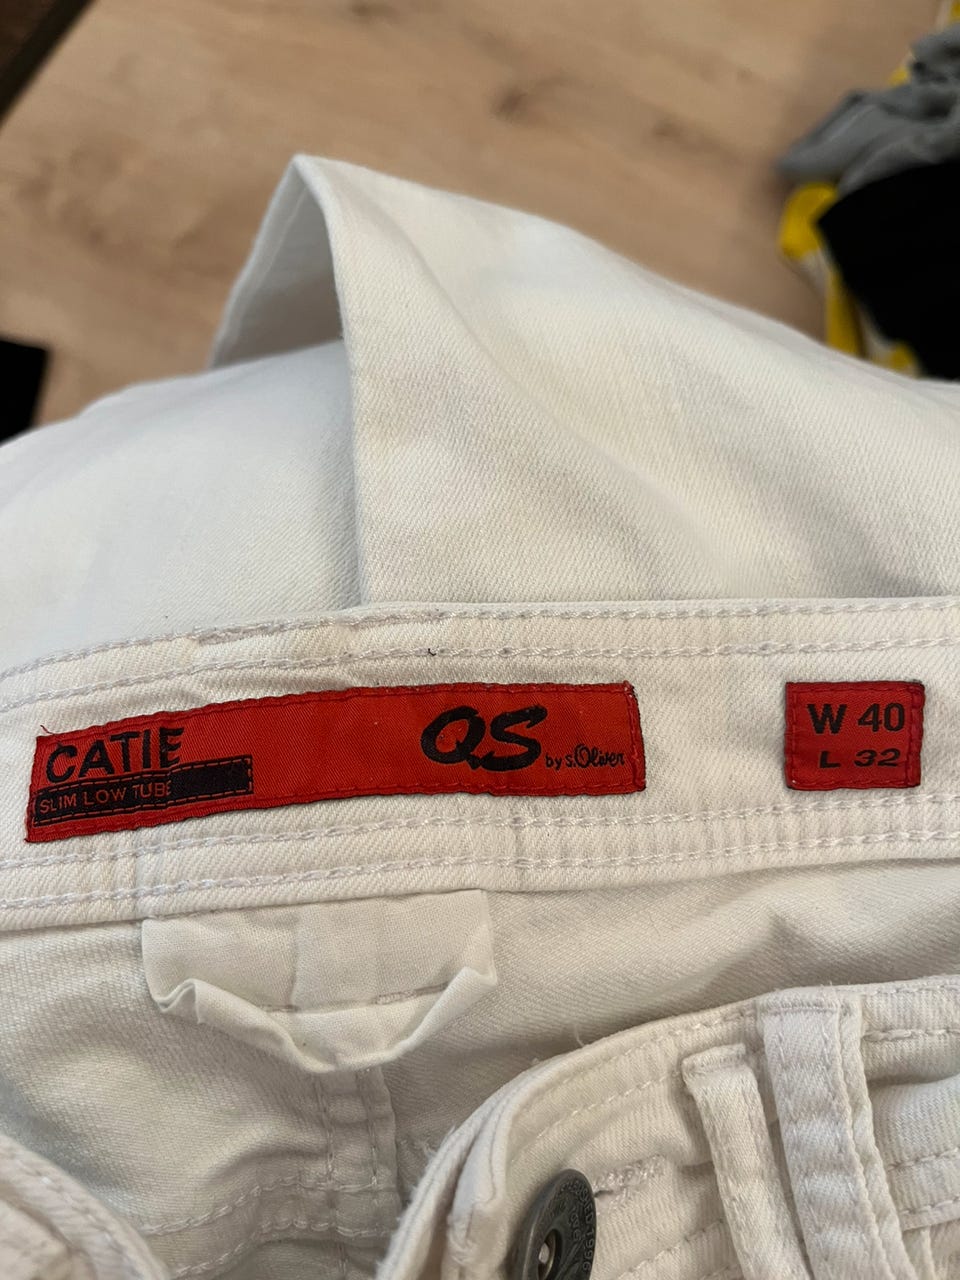 CATIE
SLIM LOW TUBE
QS by s.Oliver
W 40
L 32